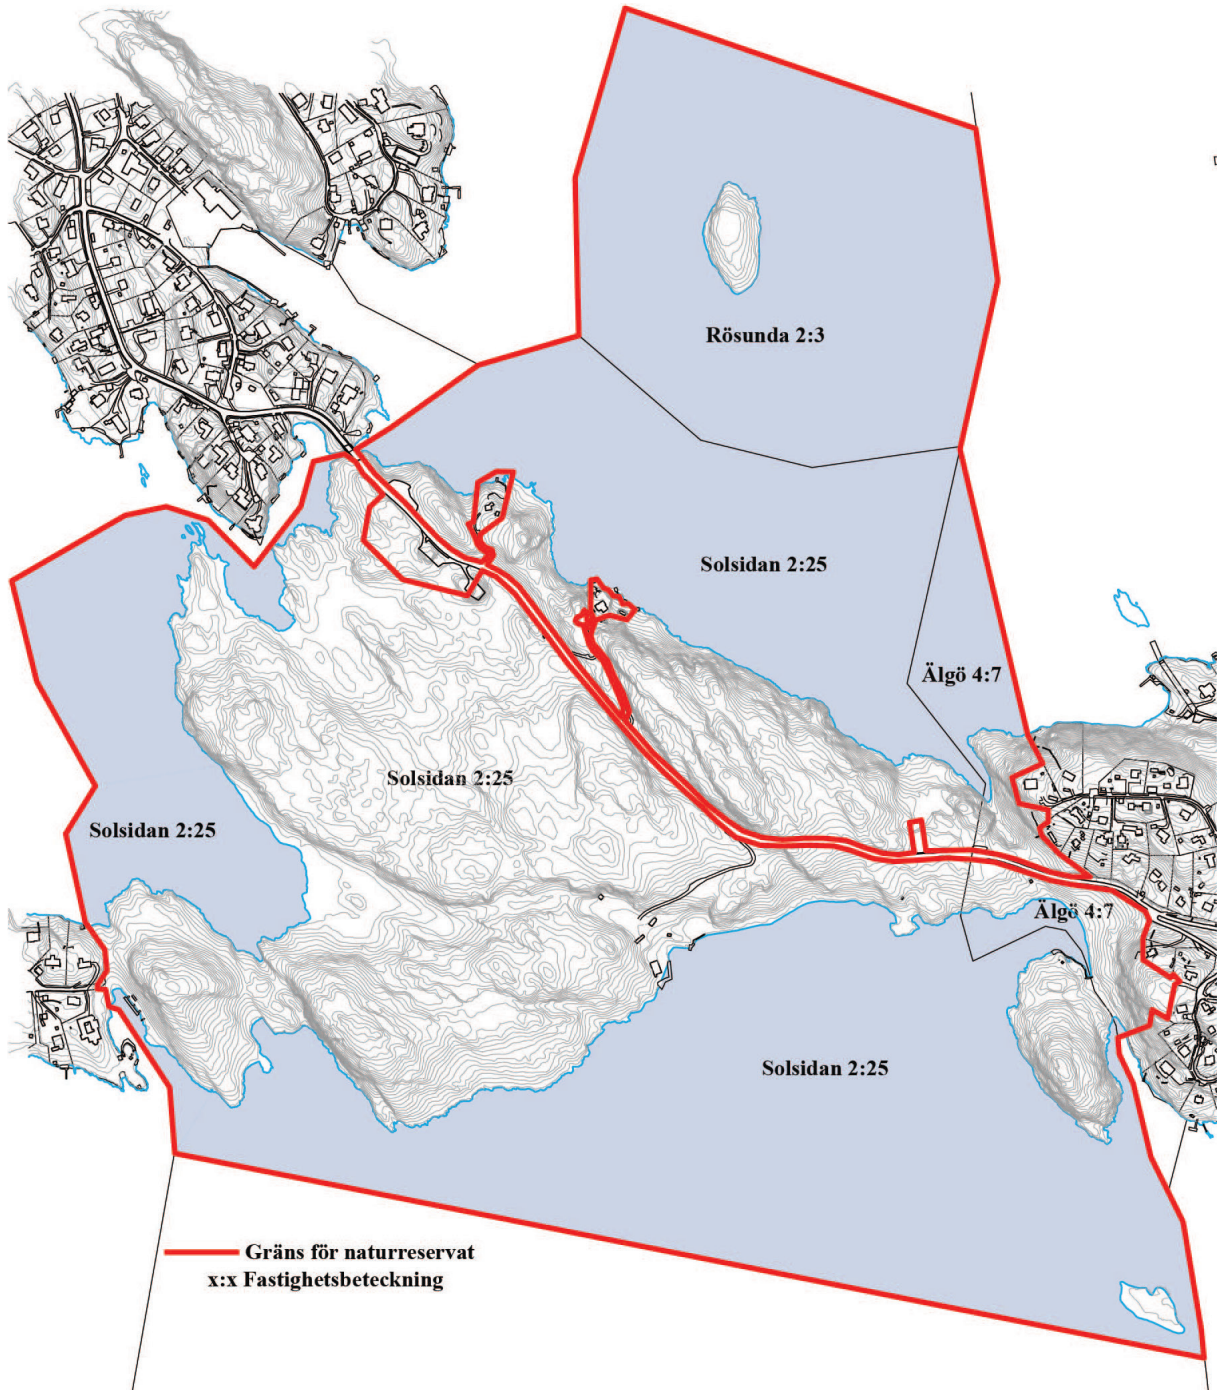 Rösunda 2:3
Solsidan 2:25
Älgö 4:7
Solsidan 2:25
Solsidan 2:25
Älgö 4:7
Solsidan 2:25
Gräns för naturreservat
x:x Fastighetsbeteckning